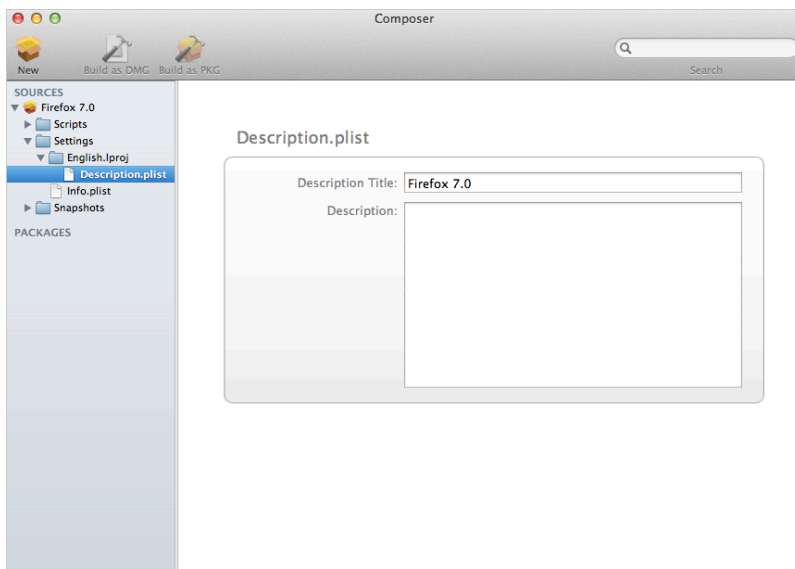 Composer
New
Build as DMG
Build as PKG
Search
SOURCES
Firefox 7.0
Scripts
Settings
English.lproj
Description.plist
Info.plist
Snapshots
PACKAGES
Description.plist
Description Title: Firefox 7.0
Description: